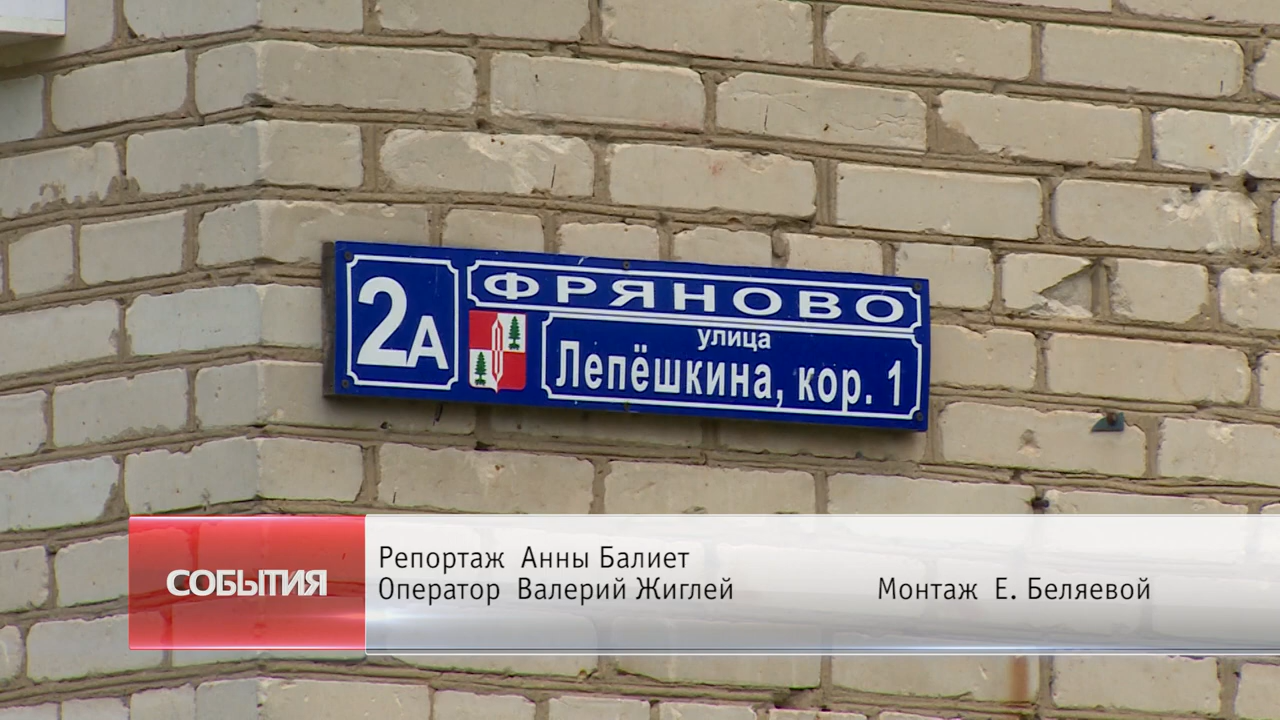 2А
ФРЯНОВО
улица
Лепёшкина, кор. 1
СОБЫТИЯ
Репортаж Анны Балиет
Оператор Валерий Жиглей
Монтаж Е. Беляевой